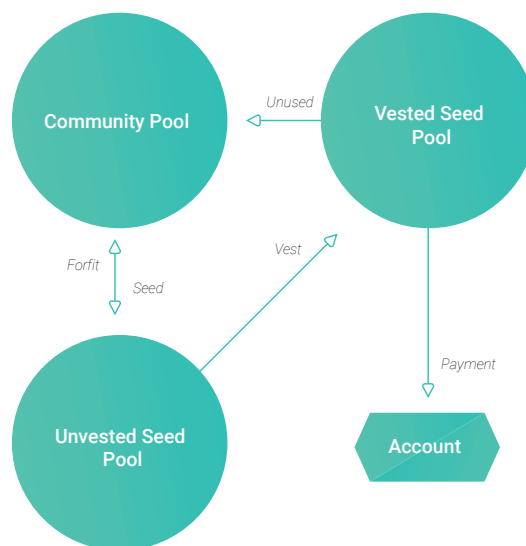 Unused
Community Pool
Vested Seed
Pool
Forfit
Seed
Vest
Payment
Unvested Seed
Pool
Account